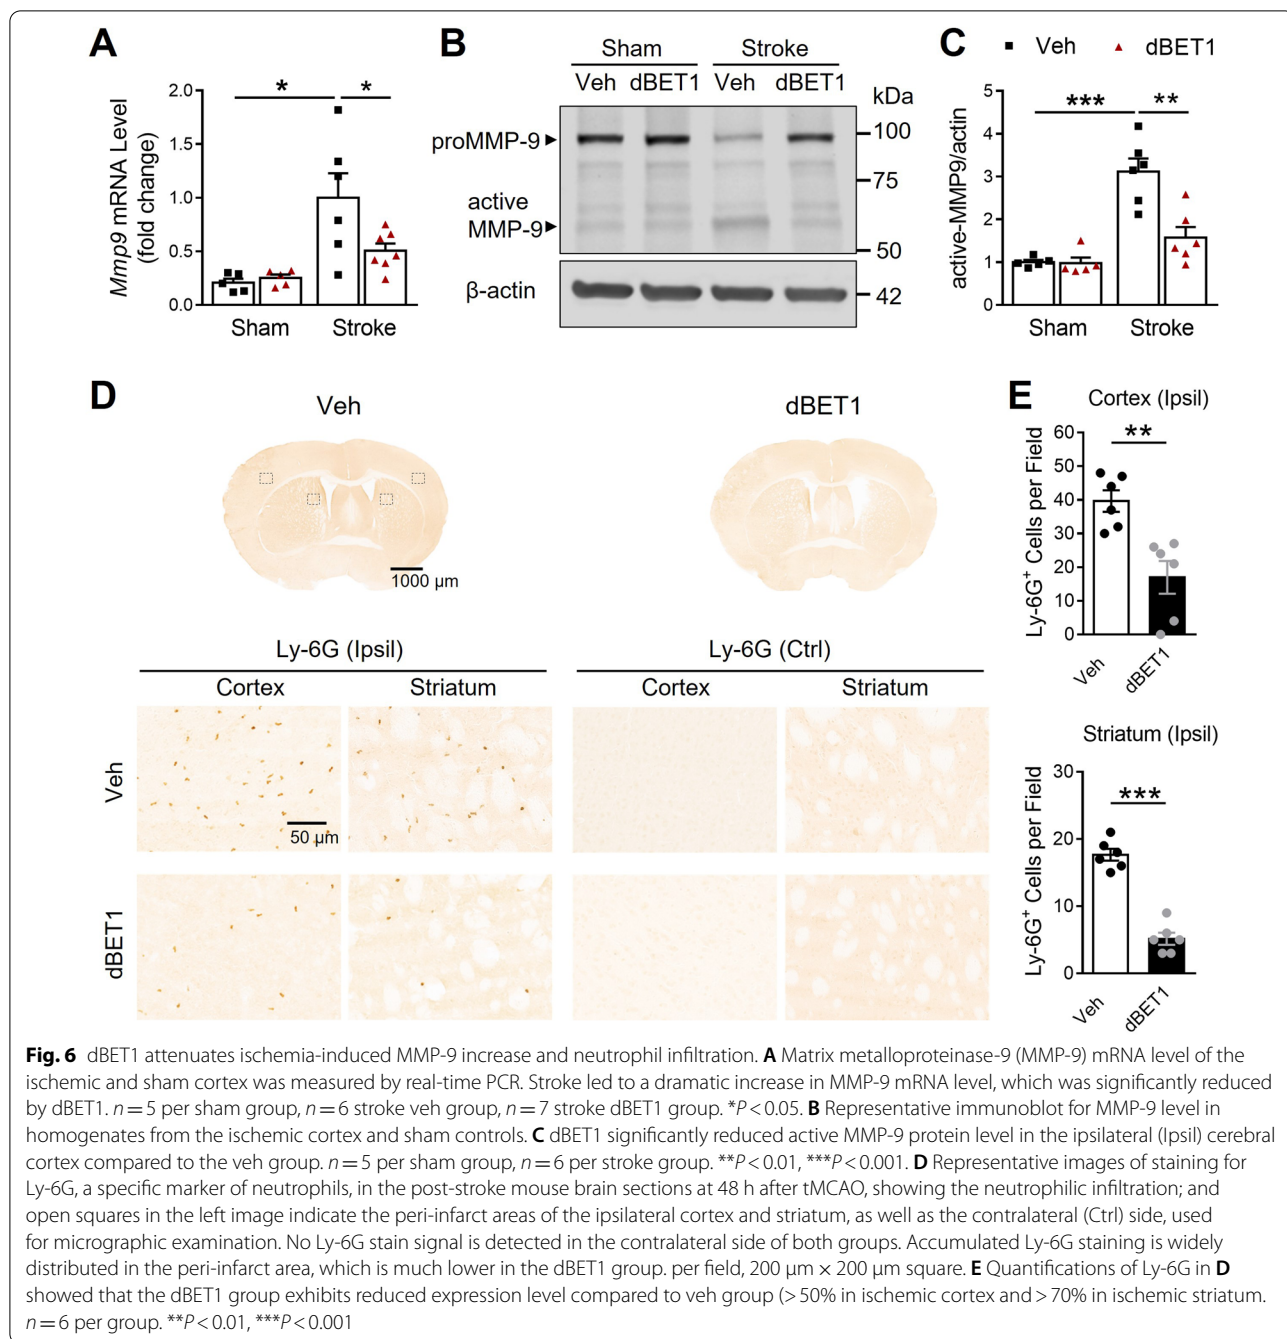 A
Mmp9 mRNA Level
(fold change)
2.0
1.5
1.0
0.5
0.0
*
*
Sham
Stroke
B
Sham
Stroke
Veh
dBET1
Veh
dBET1
kDa
proMMP-9
active
MMP-9
β-actin
100
75
50
42
C
Veh
dBET1
active-MMP9/actin
5
4
3
2
1
0
***
**
Sham
Stroke
D
Veh
dBET1
1000 µm
Ly-6G (Ipsil)
Ly-6G (Ctrl)
Cortex
Striatum
Cortex
Striatum
Veh
50 µm
dBET1
E
Cortex (Ipsil)
Ly-6G+ Cells per Field
60
50
40
30
20
10
0
**
Veh
dBET1
Striatum (Ipsil)
Ly-6G+ Cells per Field
30
20
10
0
***
Veh
dBET1
Fig. 6 dBET1 attenuates ischemia-induced MMP-9 increase and neutrophil infiltration. A Matrix metalloproteinase-9 (MMP-9) mRNA level of the
ischemic and sham cortex was measured by real-time PCR. Stroke led to a dramatic increase in MMP-9 mRNA level, which was significantly reduced
by dBET1. n = 5 per sham group, n = 6 stroke veh group, n = 7 stroke dBET1 group. *P < 0.05. B Representative immunoblot for MMP-9 level in
homogenates from the ischemic cortex and sham controls. C dBET1 significantly reduced active MMP-9 protein level in the ipsilateral (Ipsil) cerebral
cortex compared to the veh group. n = 5 per sham group, n = 6 per stroke group. **P < 0.01, ***P < 0.001. D Representative images of staining for
Ly-6G, a specific marker of neutrophils, in the post-stroke mouse brain sections at 48 h after tMCAO, showing the neutrophilic infiltration; and
open squares in the left image indicate the peri-infarct areas of the ipsilateral cortex and striatum, as well as the contralateral (Ctrl) side, used
for micrographic examination. No Ly-6G stain signal is detected in the contralateral side of both groups. Accumulated Ly-6G staining is widely
distributed in the peri-infarct area, which is much lower in the dBET1 group. per field, 200 µm × 200 µm square. E Quantifications of Ly-6G in D
showed that the dBET1 group exhibits reduced expression level compared to veh group (> 50% in ischemic cortex and > 70% in ischemic striatum.
n = 6 per group. **P < 0.01, ***P < 0.001